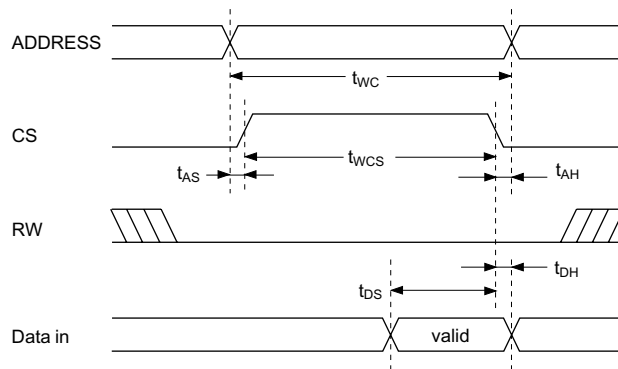 ADDRESS
tWC
CS
tWCS
tAS
tAH
RW
tDH
tDS
Data in
valid